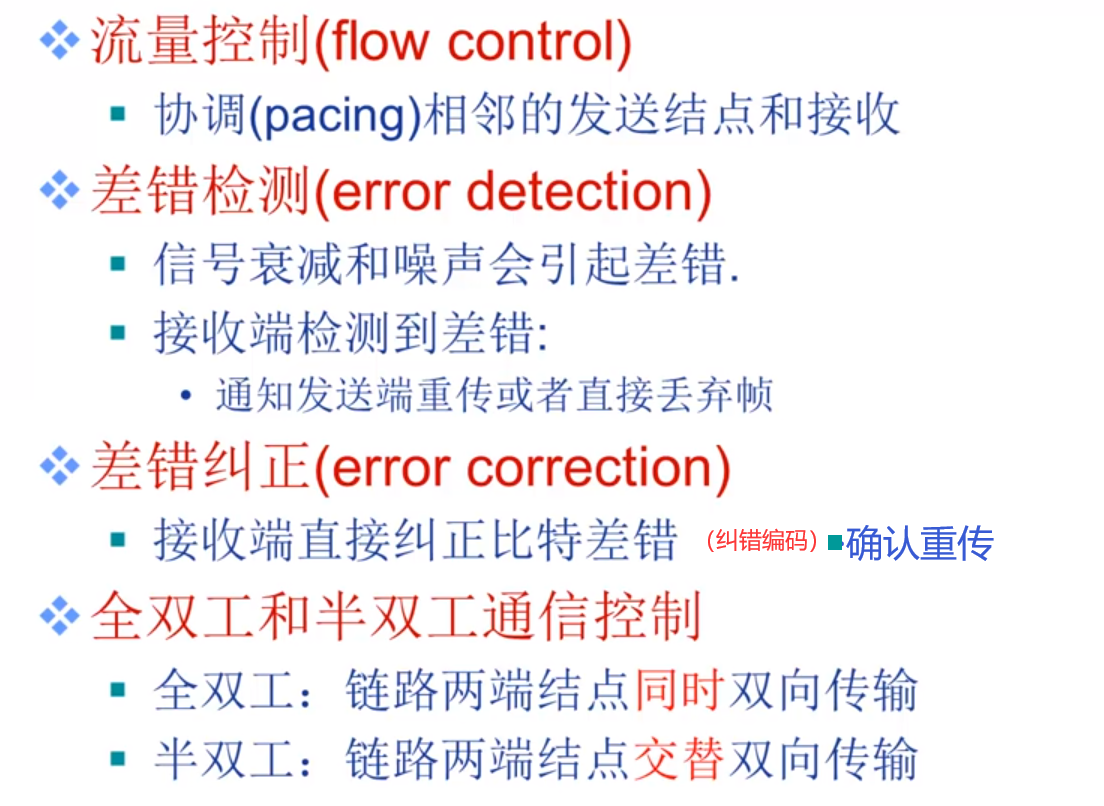 流量控制(flow control)
协调(pacing)相邻的发送结点和接收
差错检测(error detection)
信号衰减和噪声会引起差错.
接收端检测到差错:
通知发送端重传或者直接丢弃帧
差错纠正(error correction)
接收端直接纠正比特差错 (纠错编码) 确认重传
全双工和半双工通信控制
全双工：链路两端结点同时双向传输
半双工：链路两端结点交替双向传输